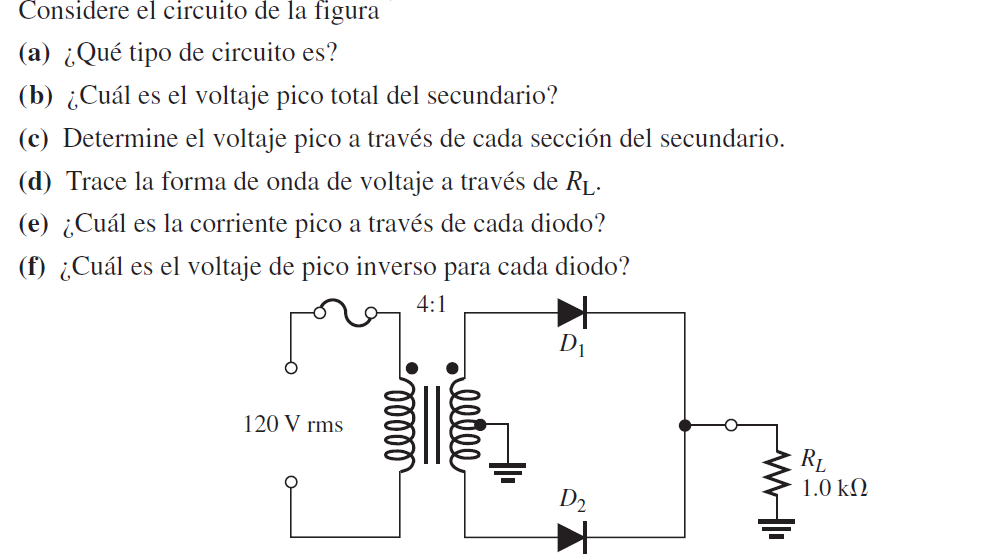 Considere el circuito de la figura
(a) ¿Qué tipo de circuito es?
(b) ¿Cuál es el voltaje pico total del secundario?
(c) Determine el voltaje pico a través de cada sección del secundario.
(d) Trace la forma de onda de voltaje a través de RL.
(e) ¿Cuál es la corriente pico a través de cada diodo?
(f) ¿Cuál es el voltaje de pico inverso para cada diodo?
4:1
D1
120 V rms
RL
1.0 kΩ
D2